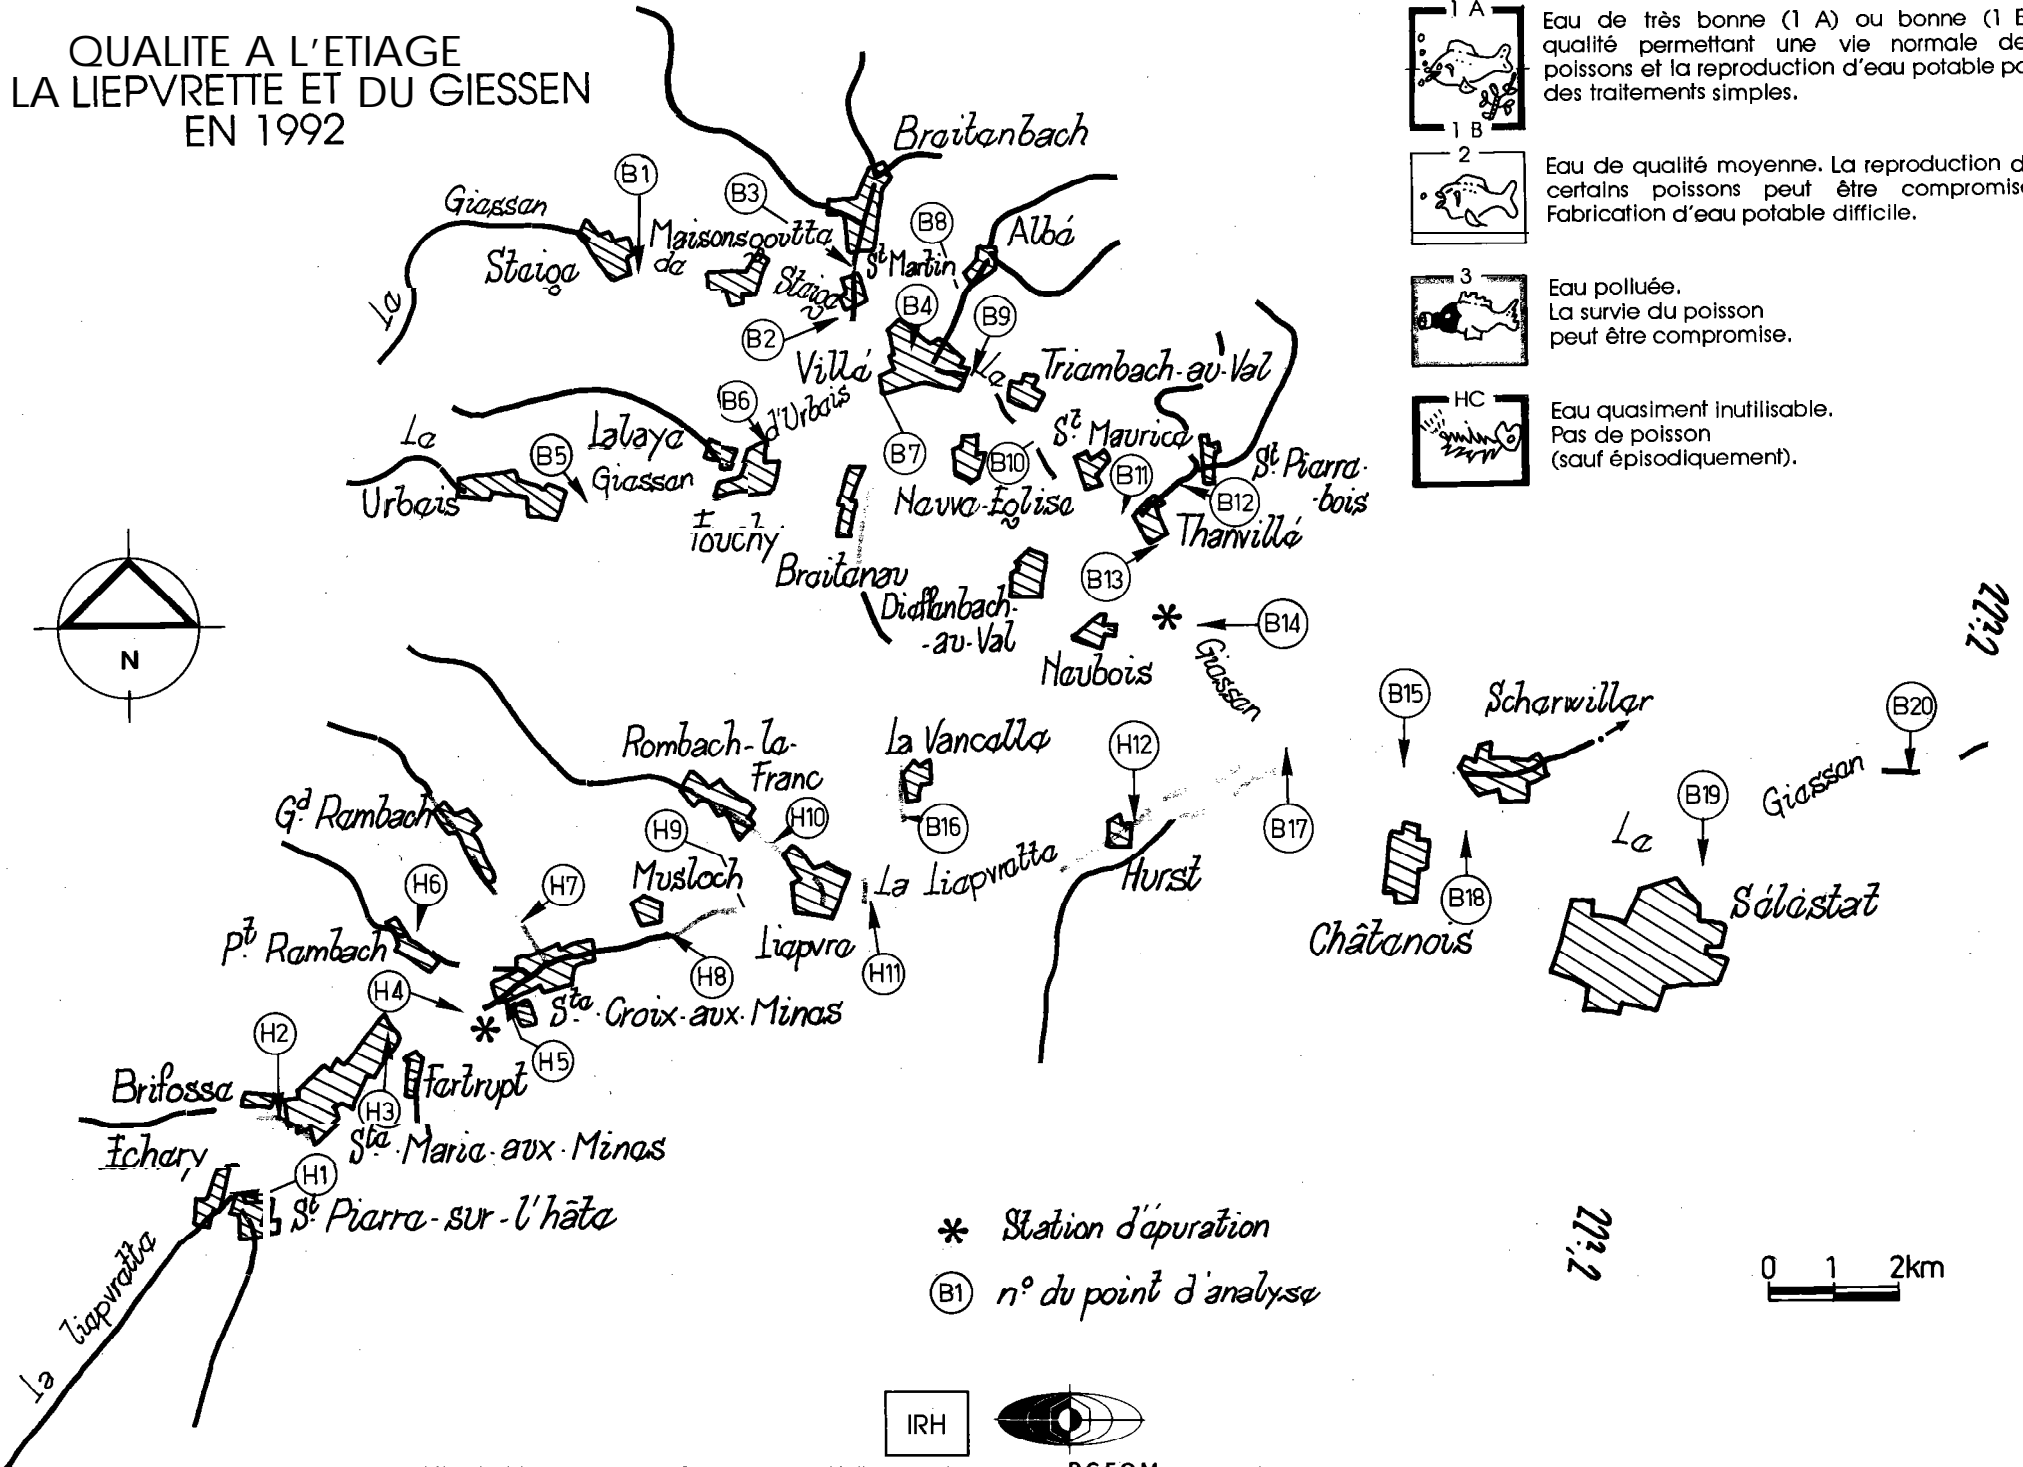 QUALITE A L'ETIAGE
LA LIEPVRETTE ET DU GIESSEN
EN 1992
1 A
1 B
Eau de très bonne (1 A) ou bonne (1 B
qualité permettant une vie normale de
poissons et la reproduction d'eau potable pa
des traitements simples.
2
Eau de qualité moyenne. La reproduction d
certains poissons peut être compromise
Fabrication d'eau potable difficile.
3
Eau polluée.
La survie du poisson
peut être compromise.
HC
Eau quasiment inutilisable.
Pas de poisson
(sauf épisodiquement).
Breitenbach
B1
B3
Giessen
La
Steige
Maisonsgoutte
de
Steige
B8
Albé
St Martin
B2
B4
B9
Villé
Le
Triembach-au-Val
B6
d'Urbeis
Lalaye
La
B5
Giessen
Urbeis
Fouchy
B7
B10
St. Maurice
B11
St. Pierre-
-bois
B12
Neuve-Eglise
Thanvillé
Breitenau
B13
Dieffenbach-
-au-Val
B14
Neubois
Giessen
N
B15
Scherwiller
B20
Rombach-la-
Franc
La Vancelle
H12
Giessen
B19
Le
Gd. Rombach
H9
H10
B16
B17
H6
H7
Musloch
La Liepvrette
Hurst
B18
Sélestat
Châtenois
Pt. Rombach
Liepvre
H8
H11
H4
Ste. Croix-aux-Mines
H2
H5
Brifosse
Fertrupt
H3
Ste. Marie-aux-Mines
Echery
H1
St. Pierre-sur-l'hâte
La liepvrette
* Station d'épuration
B1 n° du point d'analyse
0 1 2km
IRH